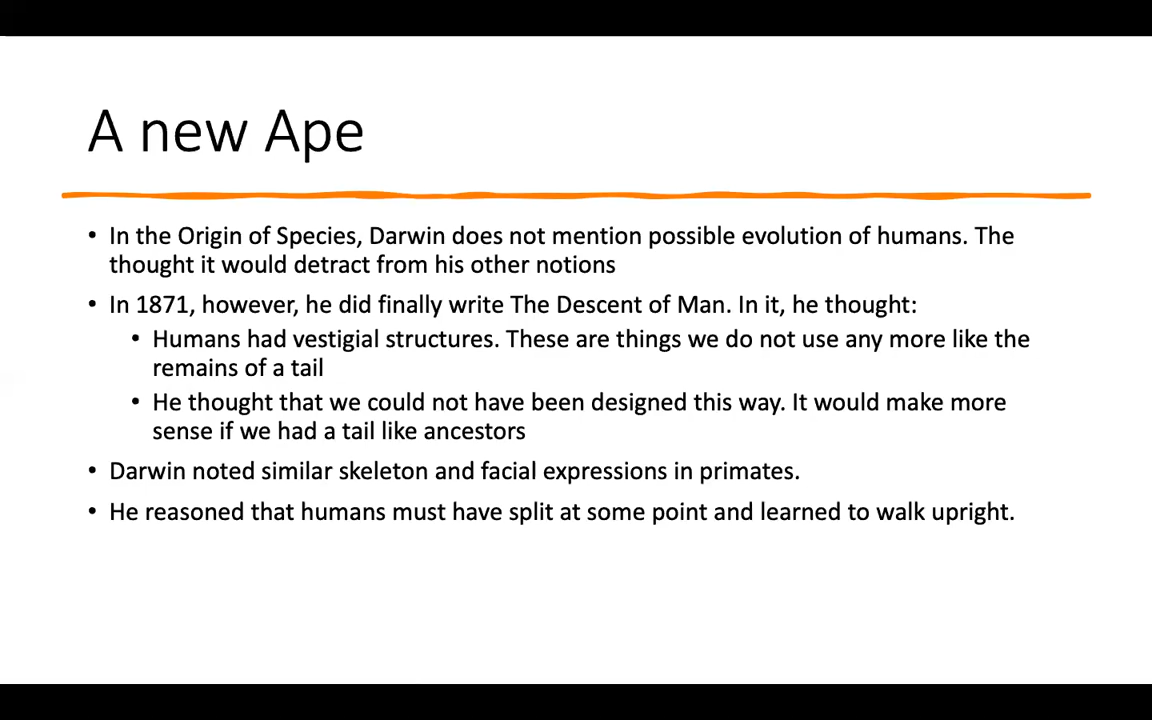 A new Ape
• In the Origin of Species, Darwin does not mention possible evolution of humans. The
thought it would detract from his other notions
• In 1871, however, he did finally write The Descent of Man. In it, he thought:
• Humans had vestigial structures. These are things we do not use any more like the
remains of a tail
• He thought that we could not have been designed this way. It would make more
sense if we had a tail like ancestors
• Darwin noted similar skeleton and facial expressions in primates.
• He reasoned that humans must have split at some point and learned to walk upright.